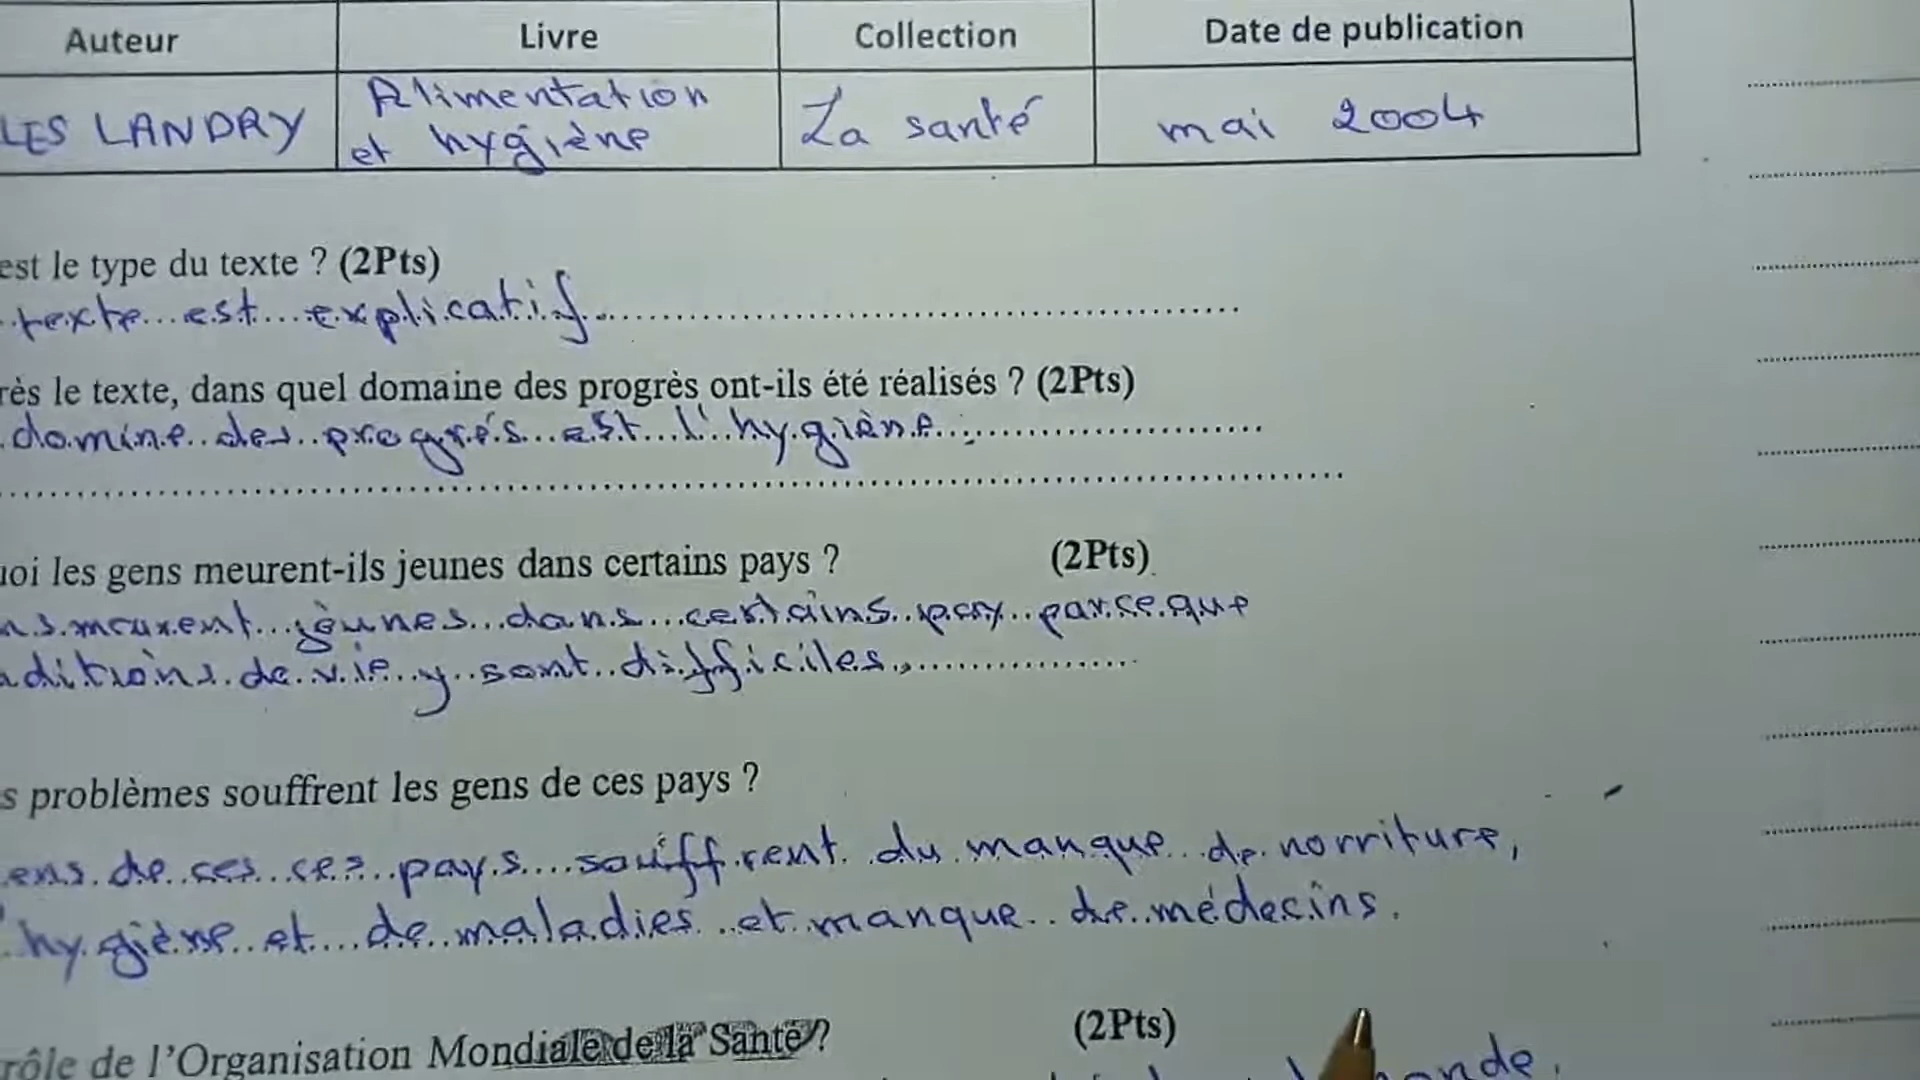 Auteur Livre Collection Date de publication
LES LANDRY Alimentation et hygiène La santé mai 2004
est le type du texte ? (2Pts)
texte est explicatif
rès le texte, dans quel domaine des progrès ont-ils été réalisés ? (2Pts)
domine des progrés est l'hygiène.
uoi les gens meurent-ils jeunes dans certains pays ? (2Pts)
ns meurent jeunes dans certains pay parceque
ditions de vie y sont difficiles.
s problèmes souffrent les gens de ces pays ?
ens de ces ces pays souffrent du manque de norriture,
hygiène et de maladies et manque de médecins.
rôle de l'Organisation Mondiale de la Santé ? (2Pts)
onde.